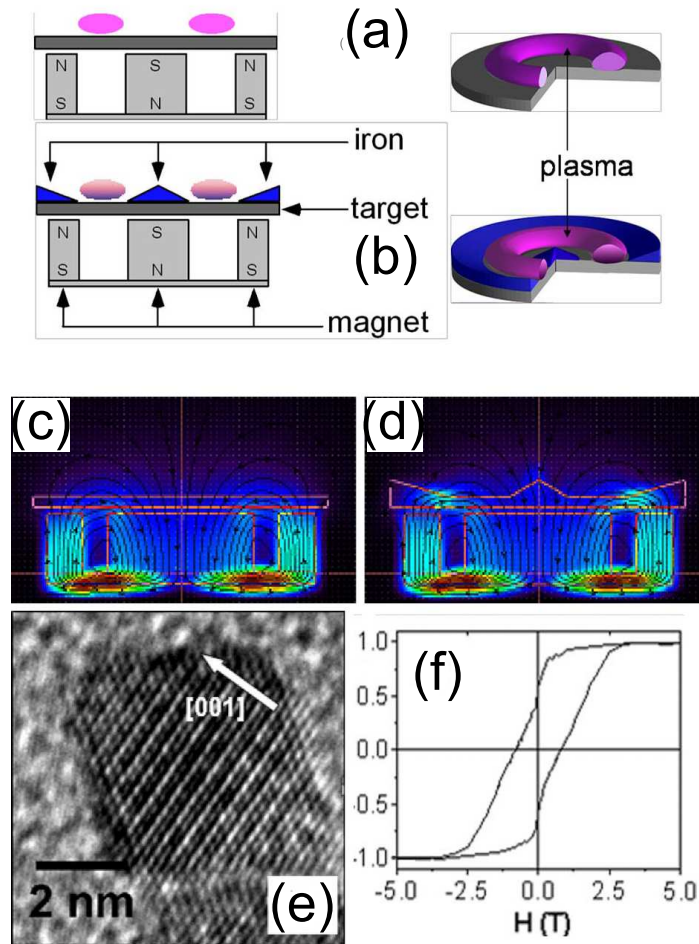 (a)
N S N
S N S
iron
plasma
target
N S N
S N S
(b)
magnet
(c)
(d)
[001]
2 nm
(e)
(f)
1.0
0.5
0.0
-0.5
-1.0
-5.0 -2.5 0.0 2.5 5.0
H (T)